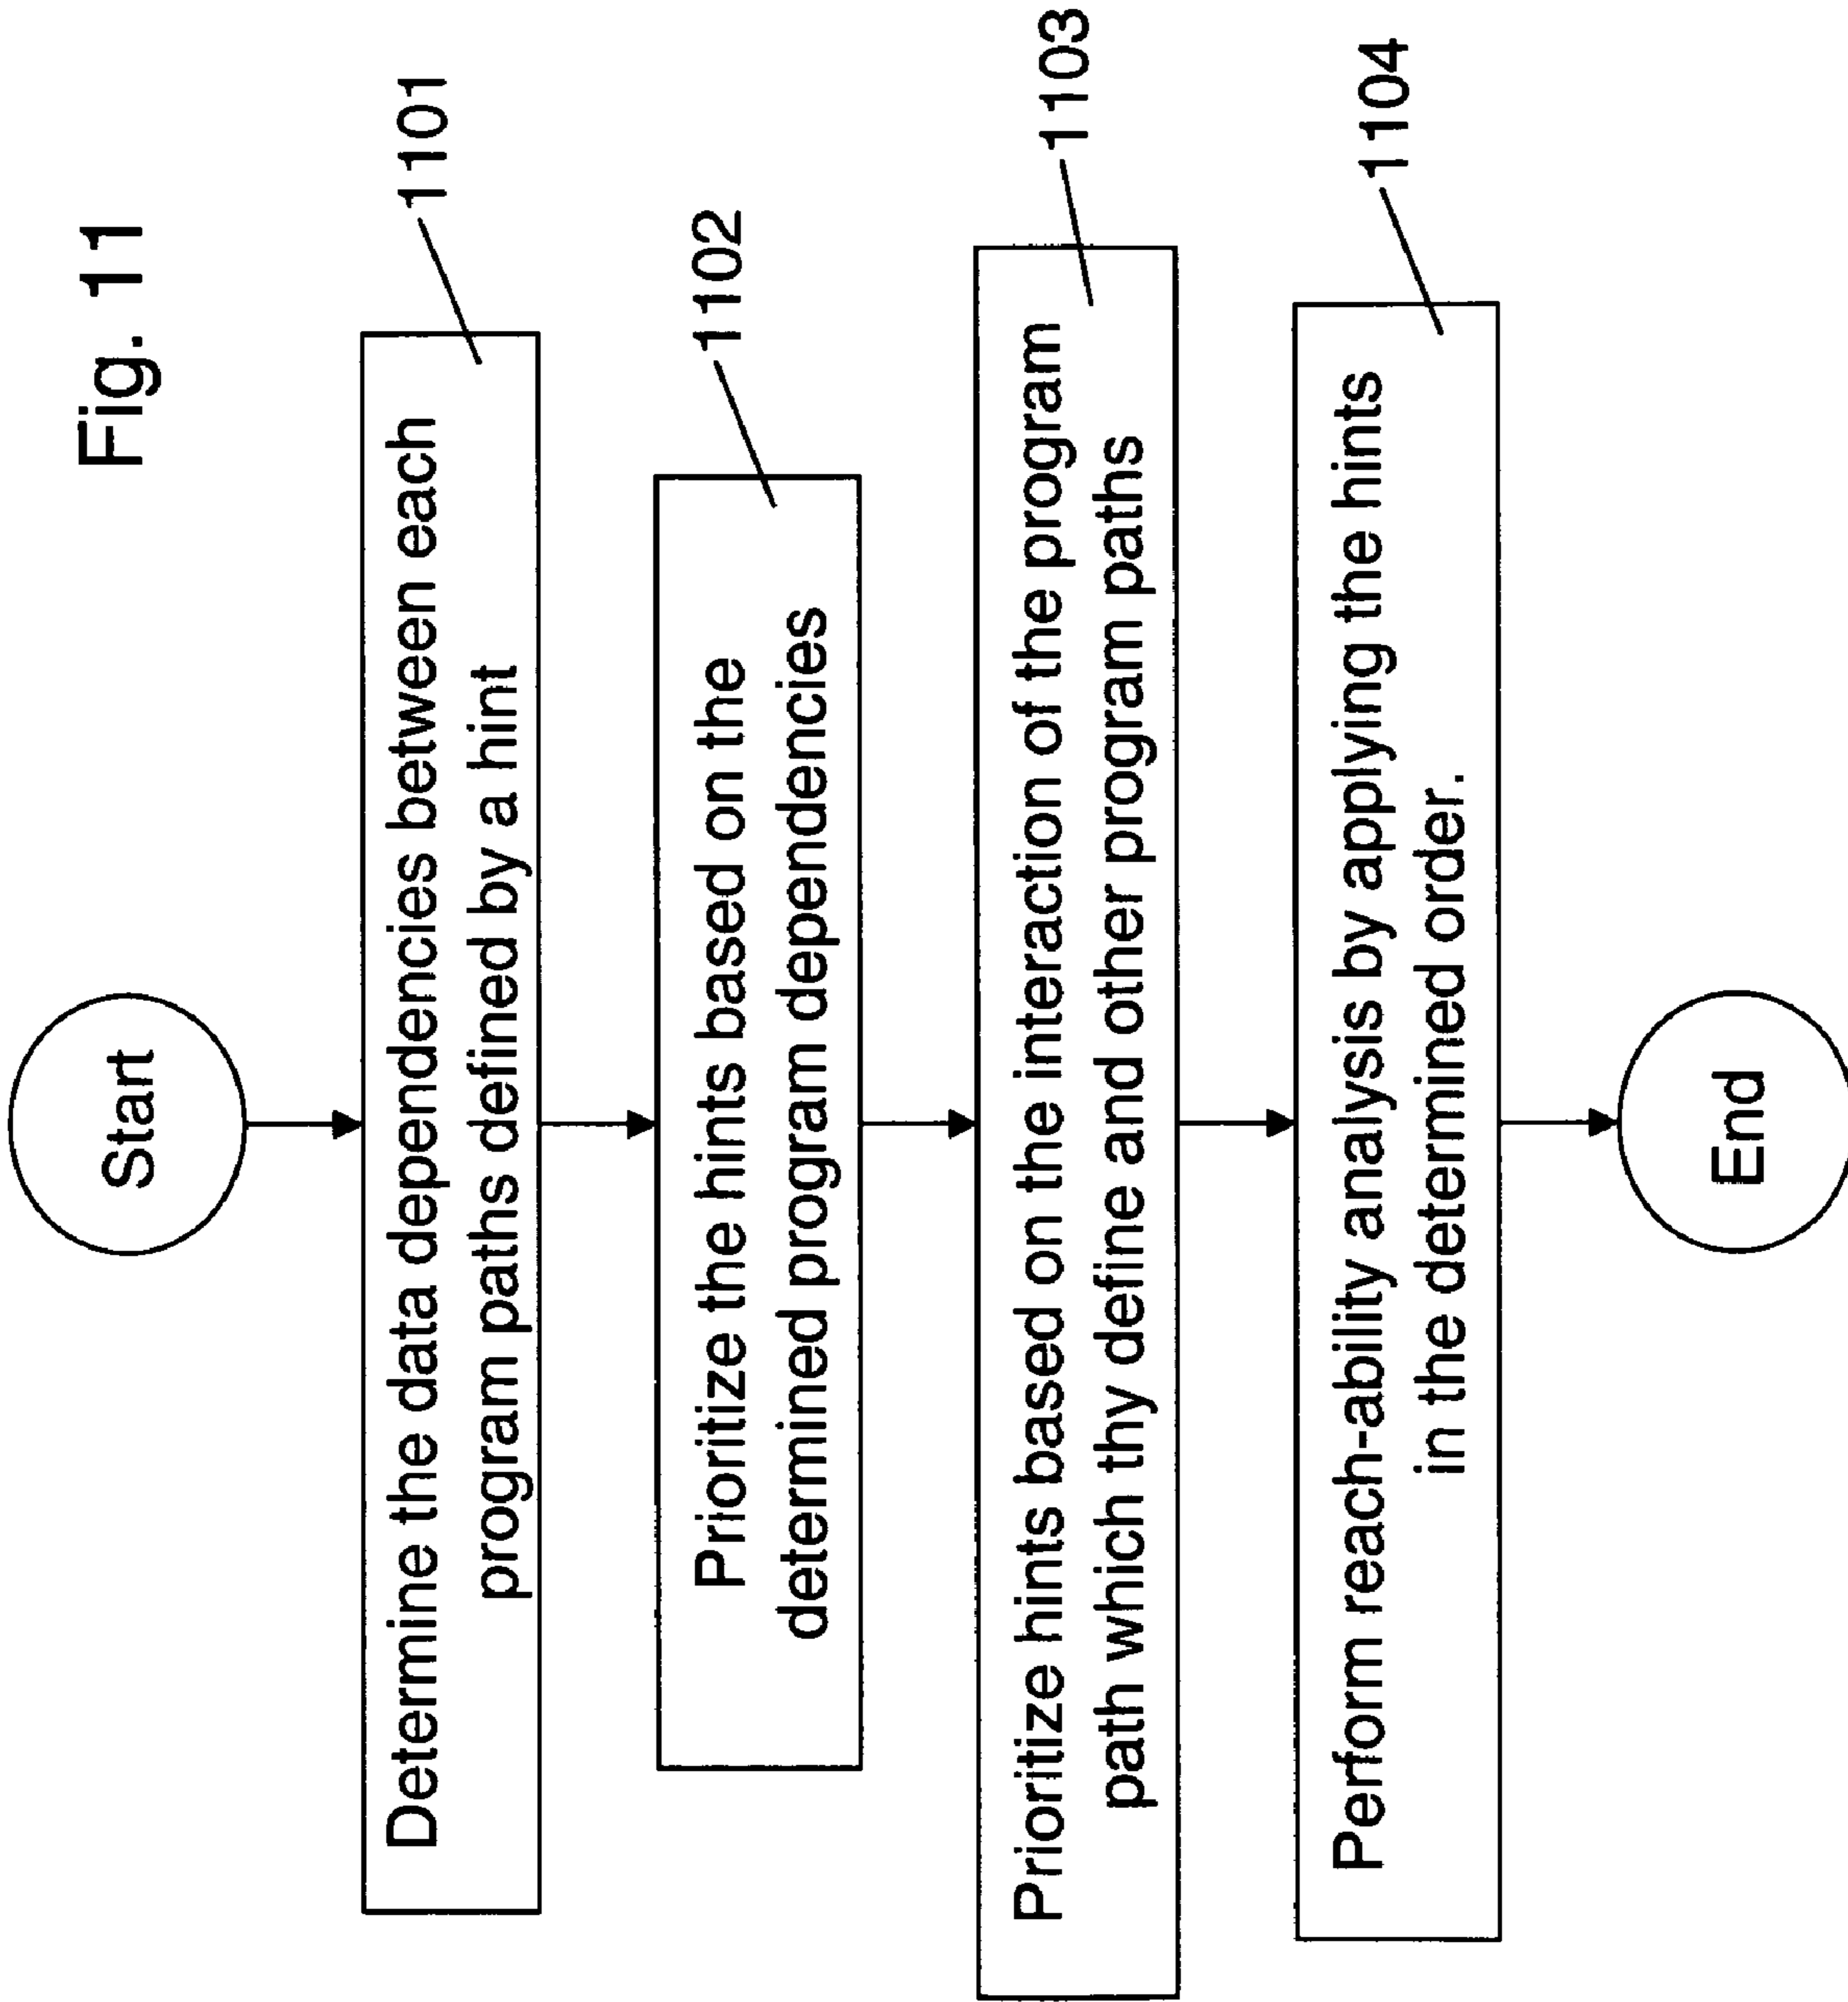 Fig. 11
Start
Determine the data dependencies between each
program paths defined by a hint
1101
Prioritize the hints based on the
determined program dependencies
1102
Prioritize hints based on the interaction of the program
path which thy define and other program paths
1103
Perform reach-ability analysis by applying the hints
in the determined order.
1104
End